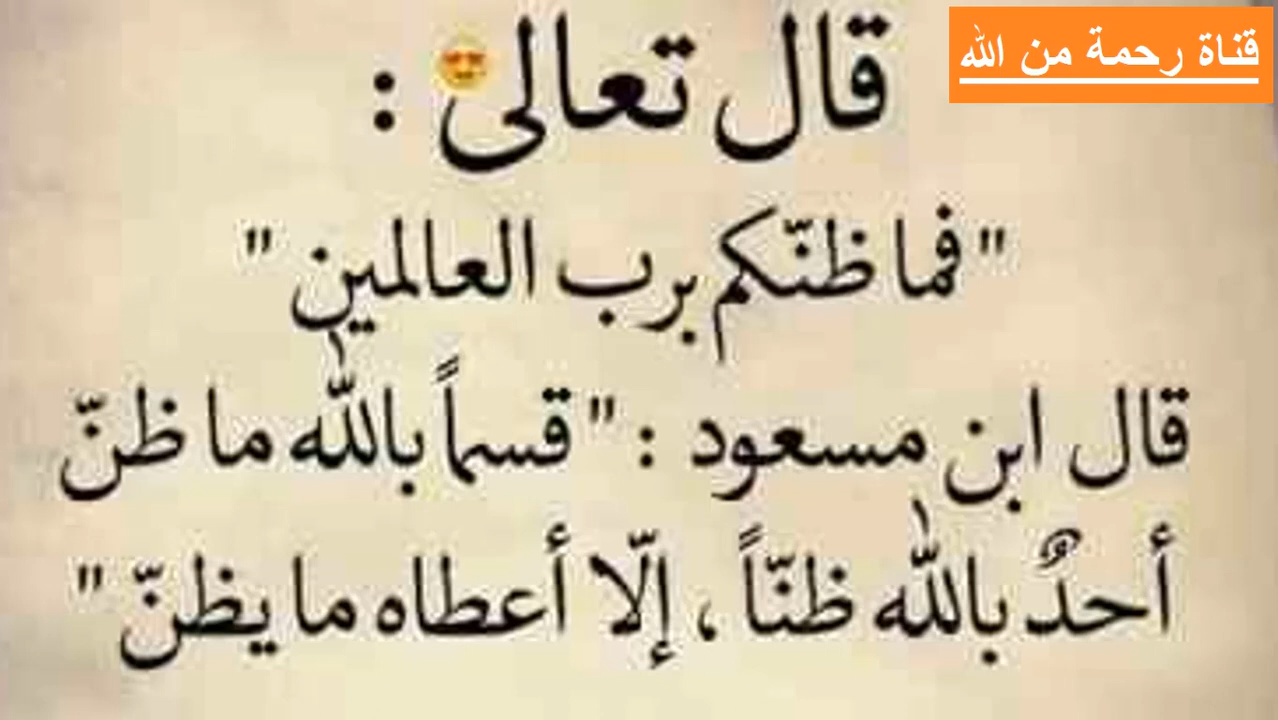 قناة رحمة من الله
قال تعالى :
"فما ظنّكم برب العالمين "
قال ابن مسعود : "قسماً بالله ما ظنّ
أحدٌ بالله ظنّاً ، إلّا أعطاه ما يظنّ "